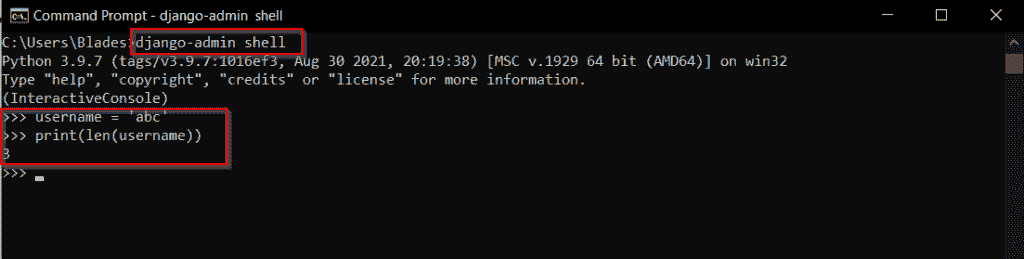 Command Prompt - django-admin  shell
C:\Users\Blades>django-admin shell
Python 3.9.7 (tags/v3.9.7:1016ef3, Aug 30 2021, 20:19:38) [MSC v.1929 64 bit (AMD64)] on win32
Type "help", "copyright", "credits" or "license" for more information.
(InteractiveConsole)
>>> username = 'abc'
>>> print(len(username))
3
>>>